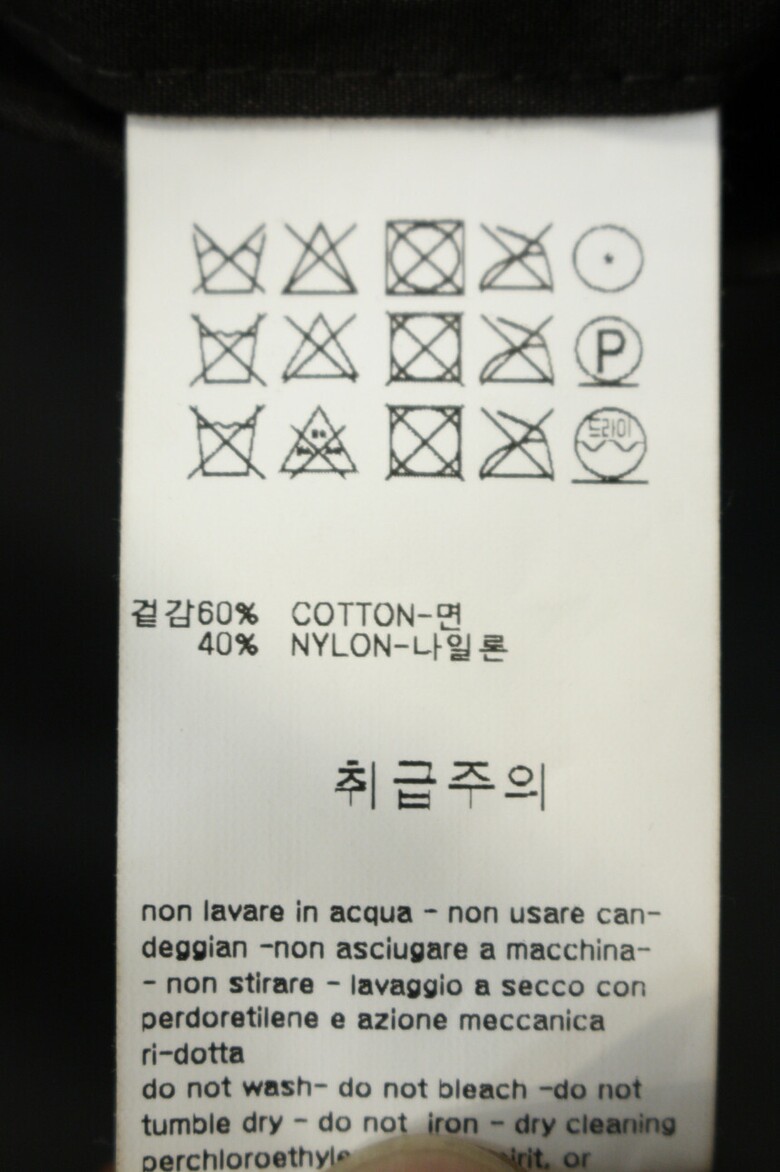 P
드라이
겉감60% COTTON-면
40% NYLON-나일론
취급주의
non lavare in acqua - non usare can-
deggian -non asciugare a macchina-
- non stirare - lavaggio a secco con
perdoretilene e azione meccanica
ri-dotta
do not wash- do not bleach -do not
tumble dry - do not iron - dry cleaning
or